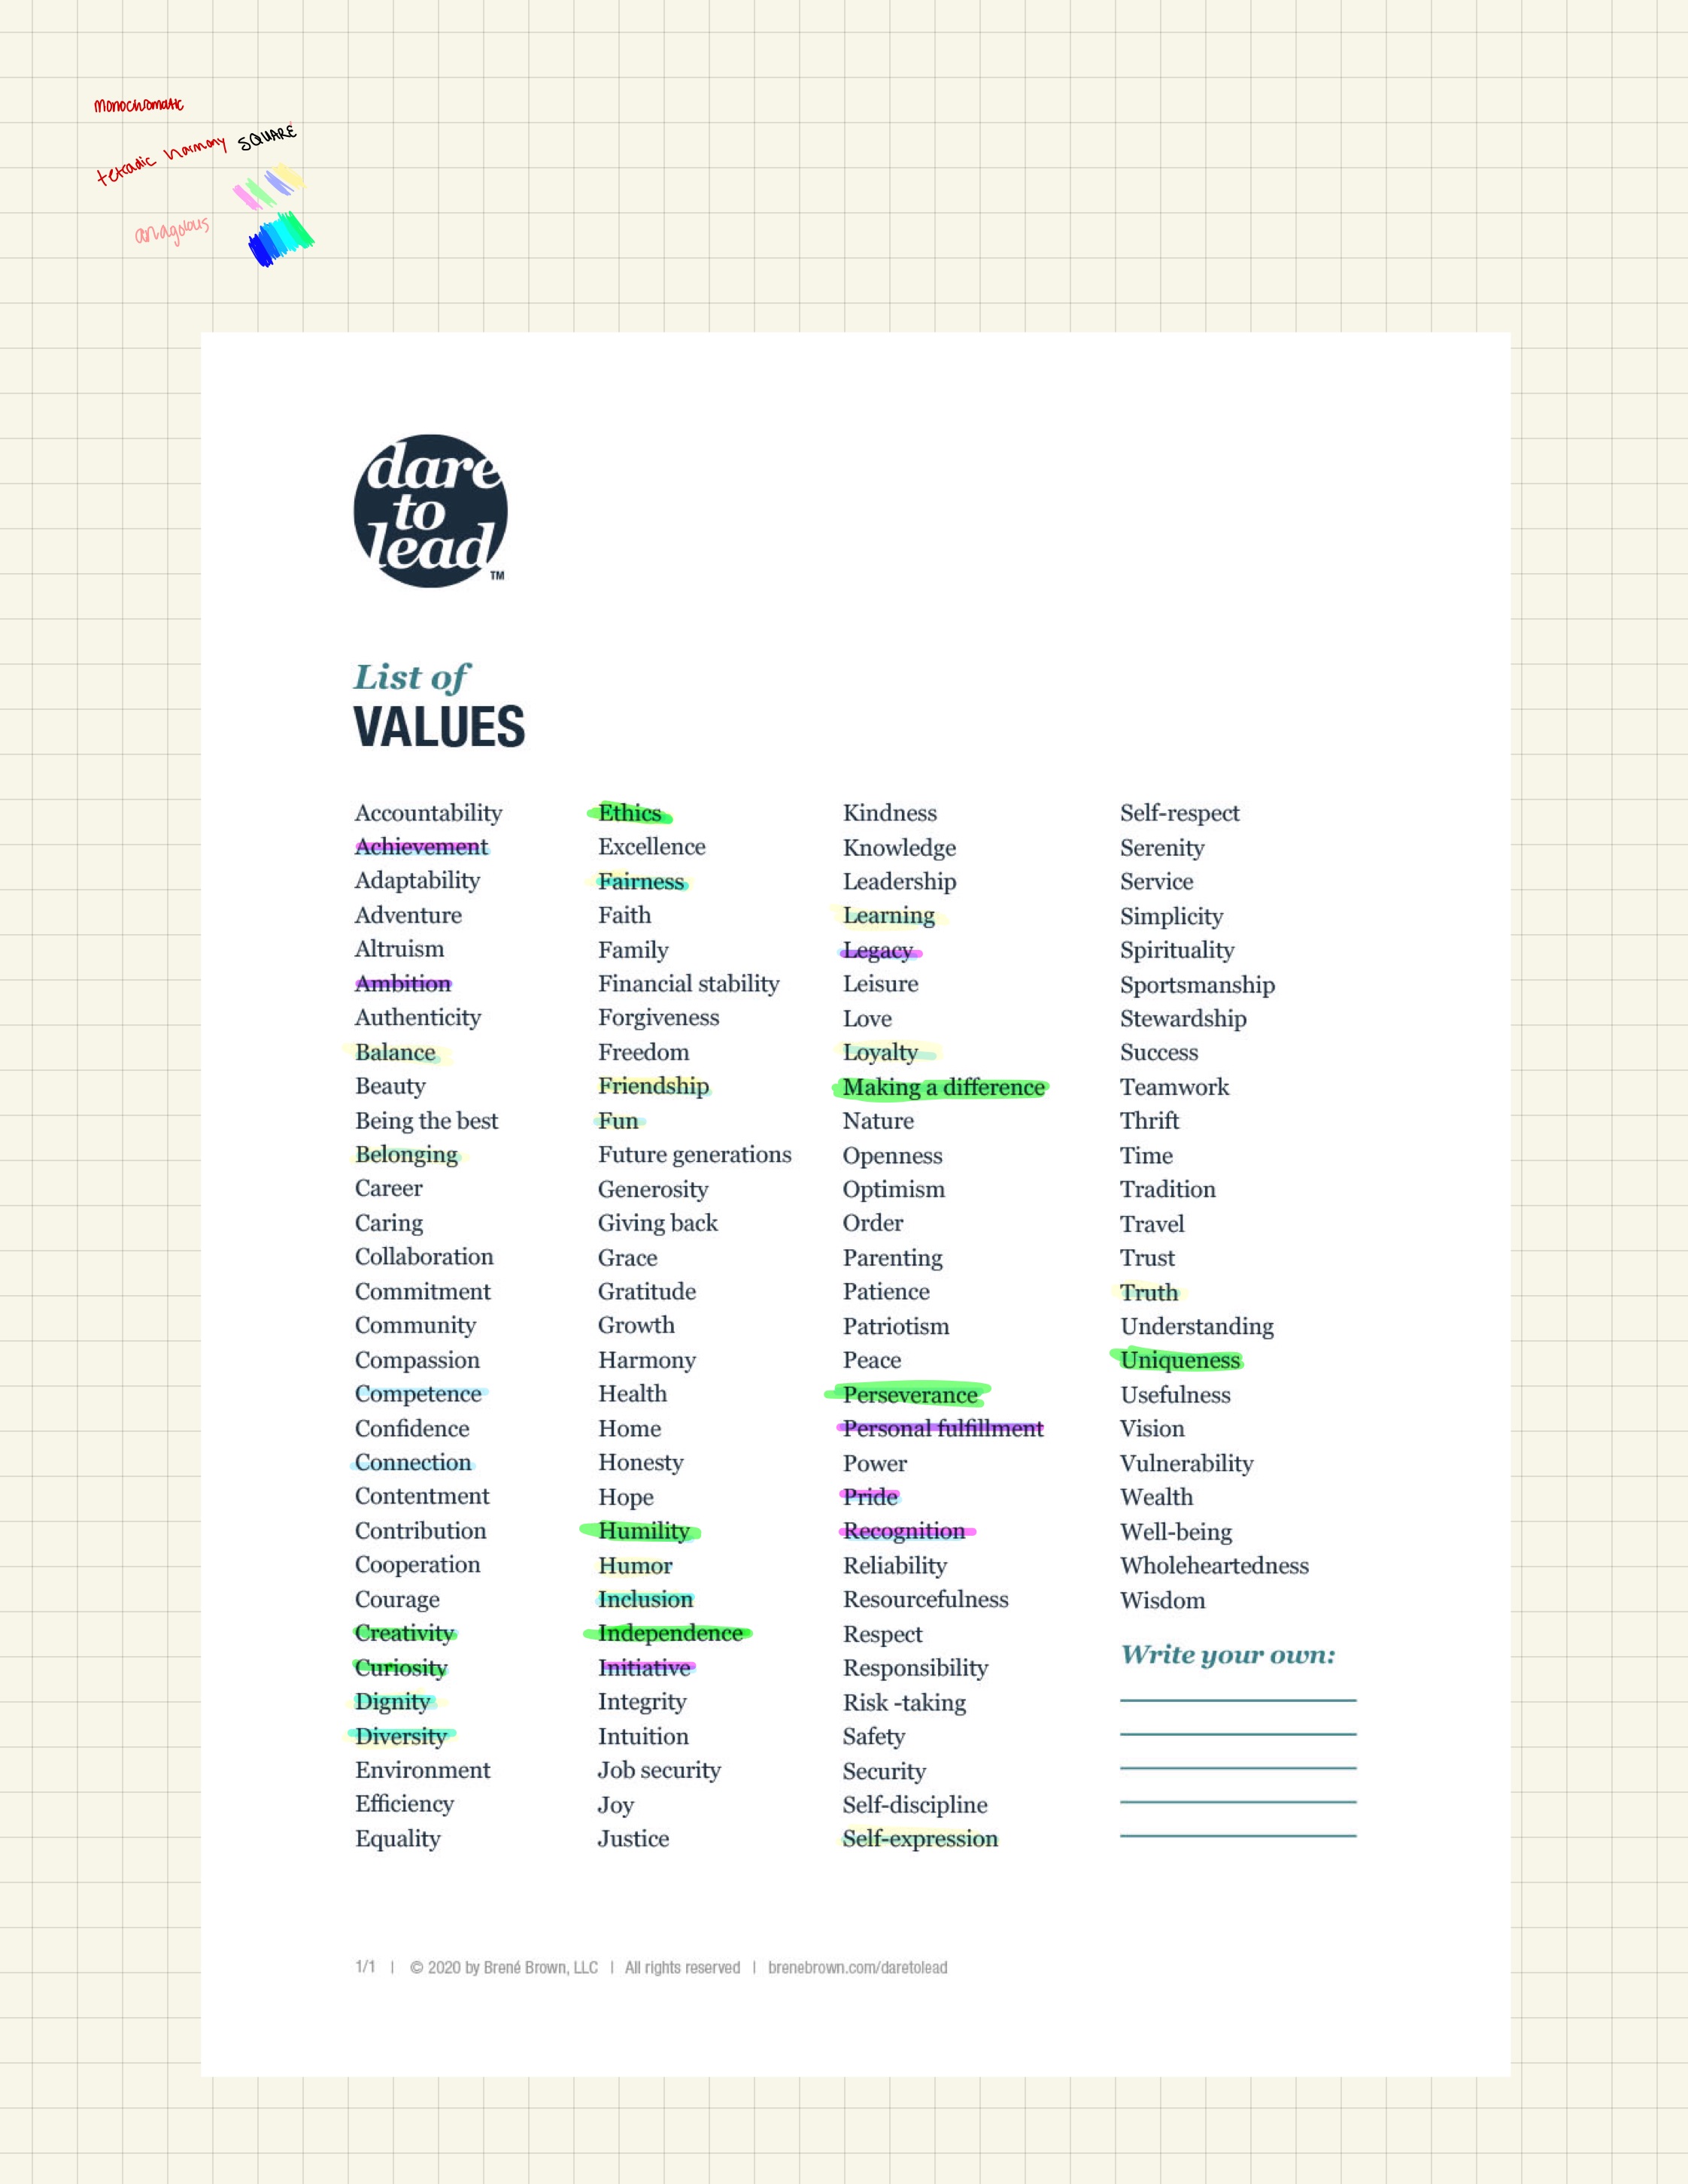 monochromatic
tetradic harmony SQUARE
anagolous
dare
to
lead
TM
List of
VALUES
Accountability
Achievement
Adaptability
Adventure
Altruism
Ambition
Authenticity
Balance
Beauty
Being the best
Belonging
Career
Caring
Collaboration
Commitment
Community
Compassion
Competence
Confidence
Connection
Contentment
Contribution
Cooperation
Courage
Creativity
Curiosity
Dignity
Diversity
Environment
Efficiency
Equality
Ethics
Excellence
Fairness
Faith
Family
Financial stability
Forgiveness
Freedom
Friendship
Fun
Future generations
Generosity
Giving back
Grace
Gratitude
Growth
Harmony
Health
Home
Honesty
Hope
Humility
Humor
Inclusion
Independence
Initiative
Integrity
Intuition
Job security
Joy
Justice
Kindness
Knowledge
Leadership
Learning
Legacy
Leisure
Love
Loyalty
Making a difference
Nature
Openness
Optimism
Order
Parenting
Patience
Patriotism
Peace
Perseverance
Personal fulfillment
Power
Pride
Recognition
Reliability
Resourcefulness
Respect
Responsibility
Risk -taking
Safety
Security
Self-discipline
Self-expression
Self-respect
Serenity
Service
Simplicity
Spirituality
Sportsmanship
Stewardship
Success
Teamwork
Thrift
Time
Tradition
Travel
Trust
Truth
Understanding
Uniqueness
Usefulness
Vision
Vulnerability
Wealth
Well-being
Wholeheartedness
Wisdom
Write your own:
1/1 | © 2020 by Brené Brown, LLC | All rights reserved | brenebrown.com/daretolead